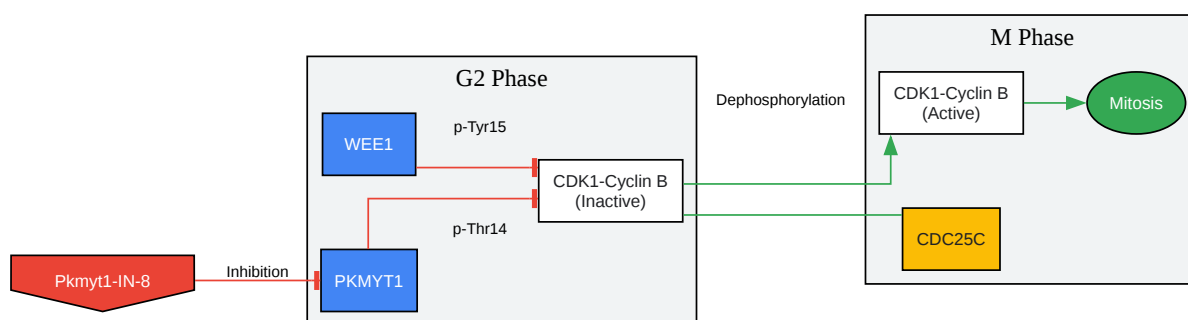 M Phase
G2 Phase
CDK1-Cyclin B
(Active)
Mitosis
Dephosphorylation
p-Tyr15
WEE1
CDK1-Cyclin B
(Inactive)
p-Thr14
CDC25C
Inhibition
Pkmyt1-IN-8
PKMYT1